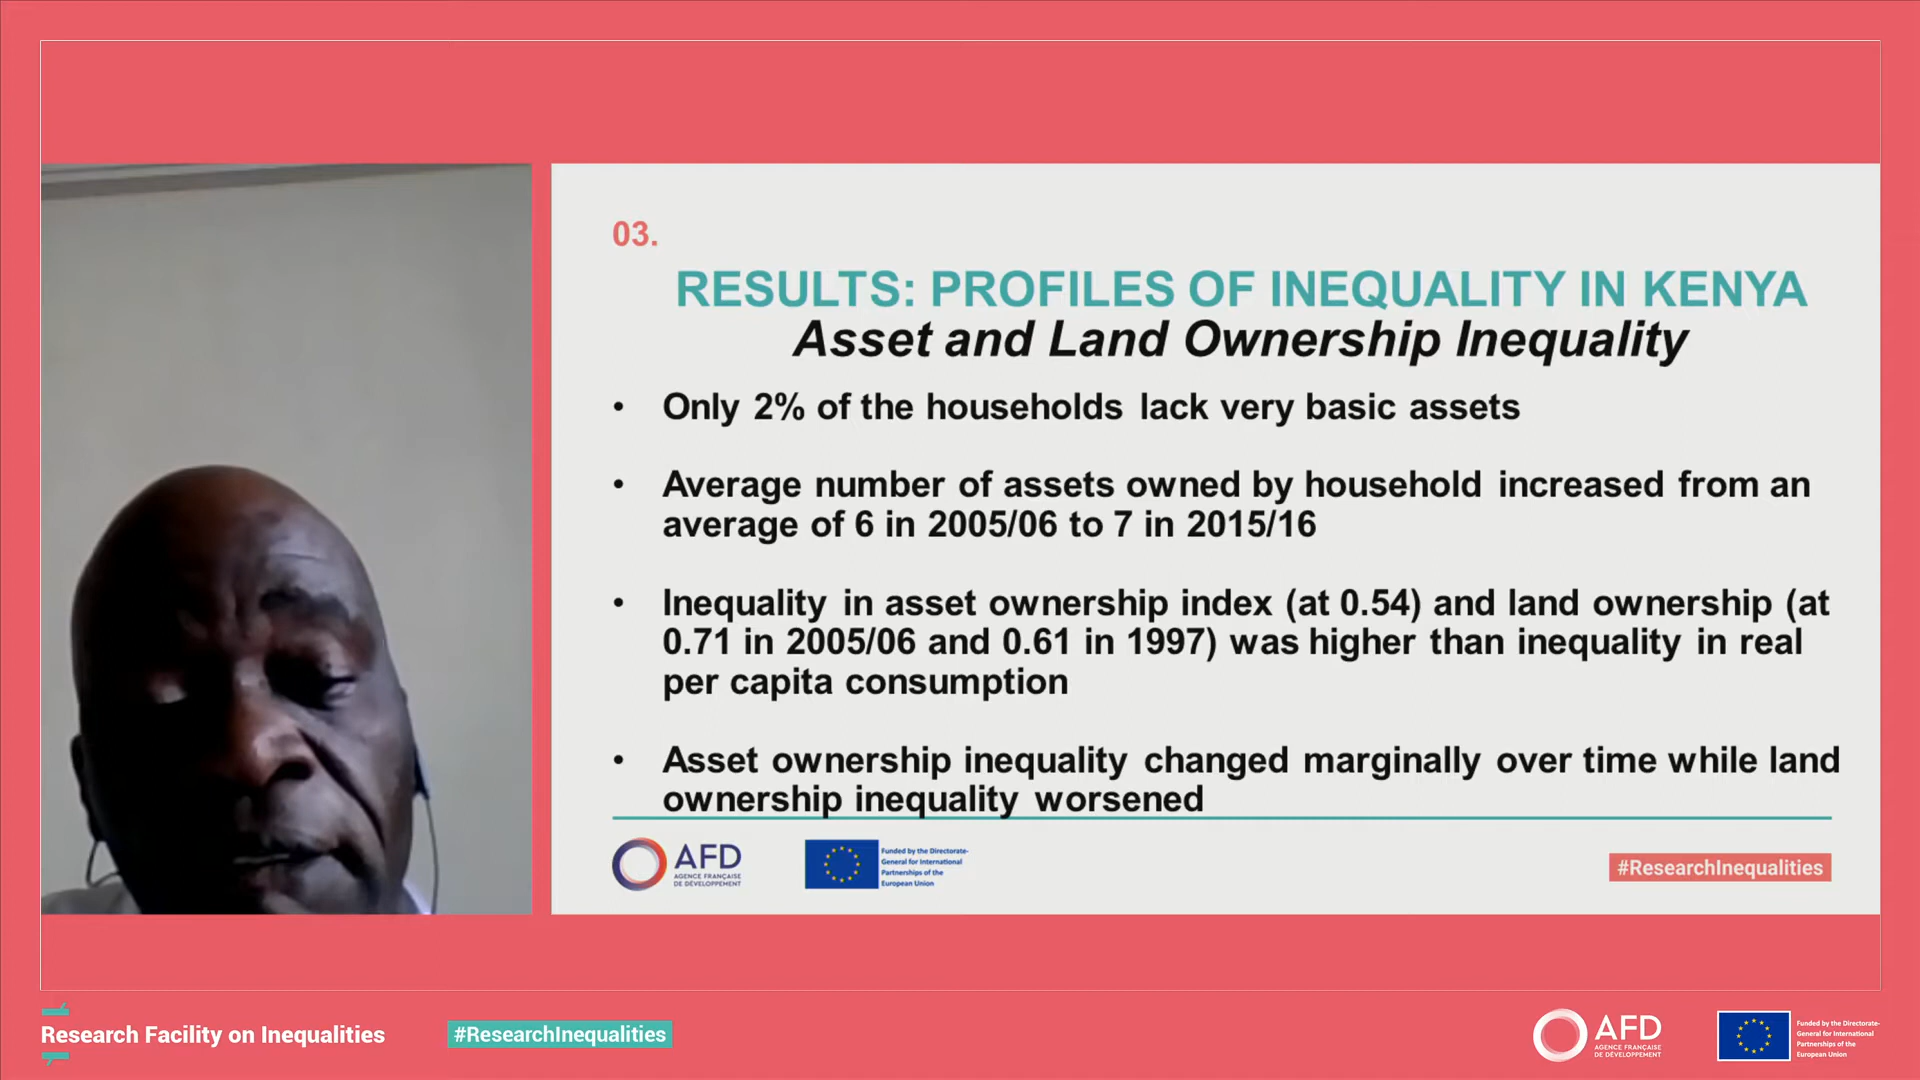 03.
RESULTS: PROFILES OF INEQUALITY IN KENYA
Asset and Land Ownership Inequality
• Only 2% of the households lack very basic assets
• Average number of assets owned by household increased from an
average of 6 in 2005/06 to 7 in 2015/16
• Inequality in asset ownership index (at 0.54) and land ownership (at
0.71 in 2005/06 and 0.61 in 1997) was higher than inequality in real
per capita consumption
• Asset ownership inequality changed marginally over time while land
ownership inequality worsened
AFD
AGENCE FRANÇAISE
DE DÉVELOPPEMENT
Funded by the Directorate-
General for International
Partnerships of the
European Union
#ResearchInequalities
Research Facility on Inequalities
#ResearchInequalities
AFD
AGENCE FRANÇAISE
DE DÉVELOPPEMENT
Funded by the Directorate-
General for International
Partnerships of the
European Union